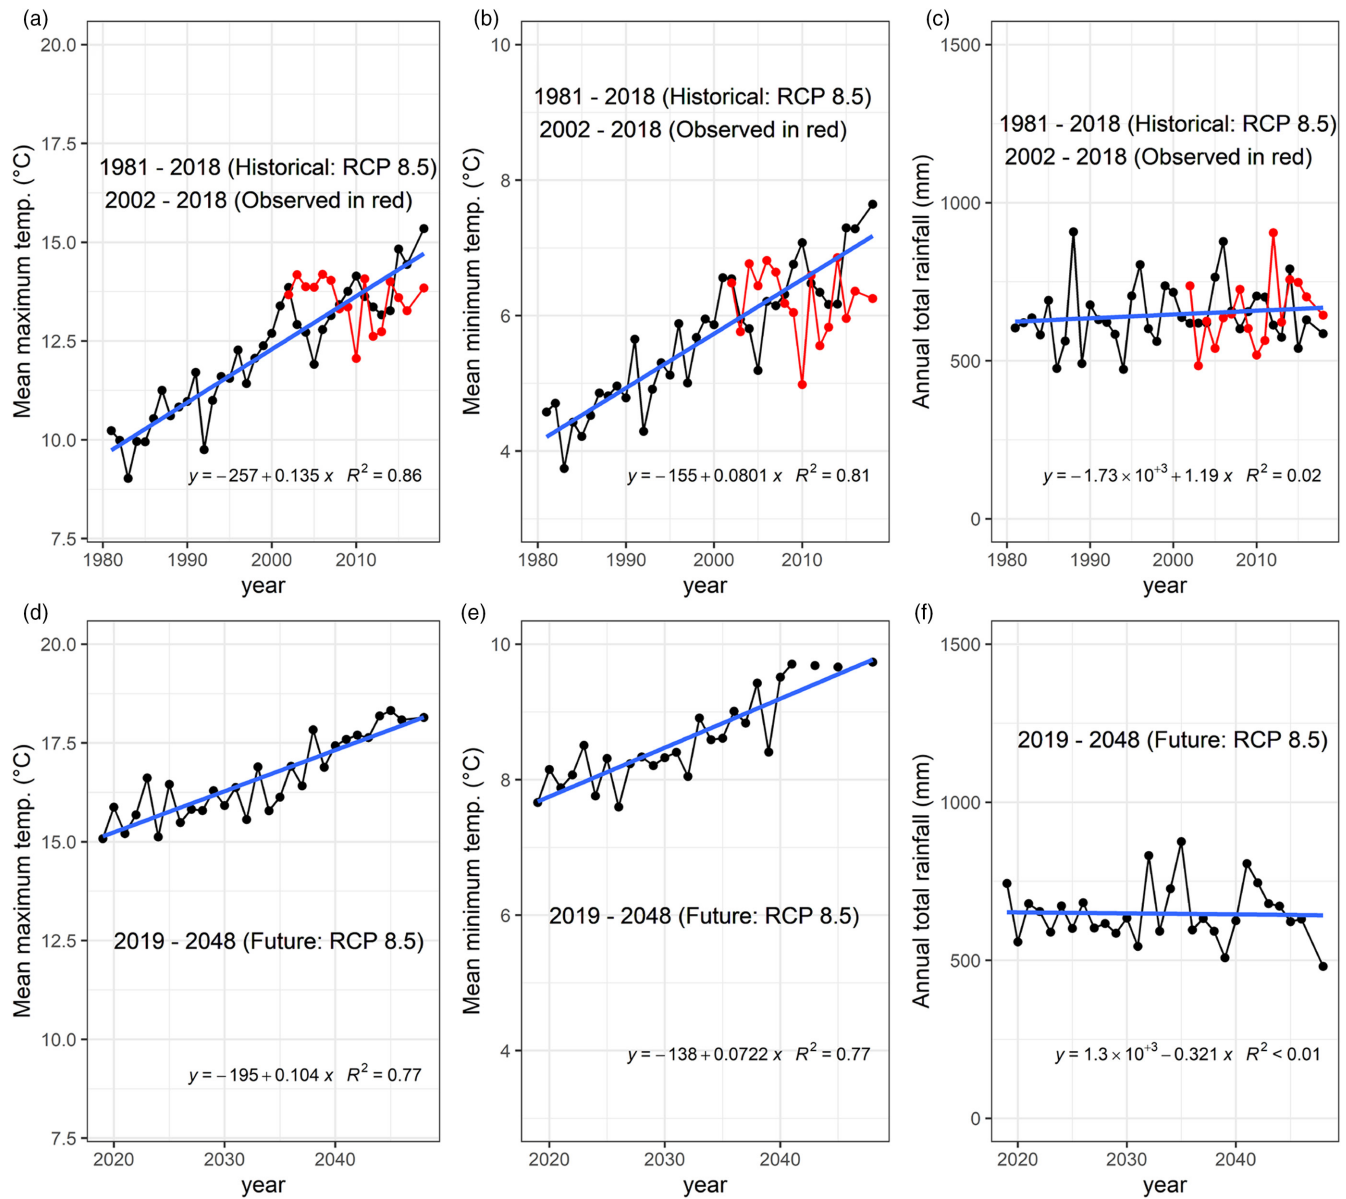 (a)
Mean maximum temp. (°C)
20.0
17.5
15.0
12.5
10.0
7.5
1981 - 2018 (Historical: RCP 8.5)
2002 - 2018 (Observed in red)
y = −257 + 0.135 x R² = 0.86
1980 1990 2000 2010
year
(b)
Mean minimum temp. (°C)
10
8
6
4
1981 - 2018 (Historical: RCP 8.5)
2002 - 2018 (Observed in red)
y = −155 + 0.0801 x R² = 0.81
1980 1990 2000 2010
year
(c)
Annual total rainfall (mm)
1500
1000
500
0
1981 - 2018 (Historical: RCP 8.5)
2002 - 2018 (Observed in red)
y = −1.73 × 10⁺³ + 1.19 x R² = 0.02
1980 1990 2000 2010
year
(d)
Mean maximum temp. (°C)
20.0
17.5
15.0
12.5
10.0
7.5
2019 - 2048 (Future: RCP 8.5)
y = −195 + 0.104 x R² = 0.77
2020 2030 2040
year
(e)
Mean minimum temp. (°C)
10
8
6
4
2019 - 2048 (Future: RCP 8.5)
y = −138 + 0.0722 x R² = 0.77
2020 2030 2040
year
(f)
Annual total rainfall (mm)
1500
1000
500
0
2019 - 2048 (Future: RCP 8.5)
y = 1.3 × 10⁺³ − 0.321 x R² < 0.01
2020 2030 2040
year